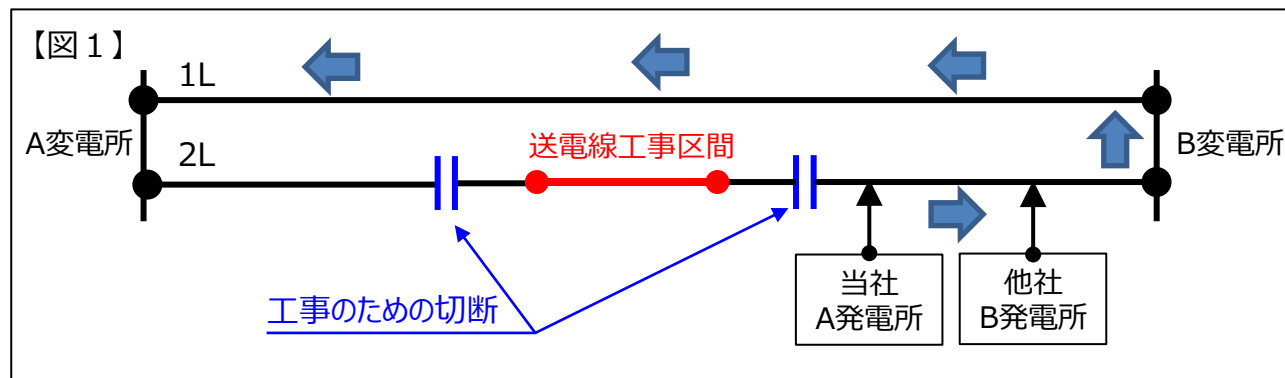 【図１】
1L
A変電所
2L
送電線工事区間
B変電所
工事のための切断
当社
A発電所
他社
B発電所